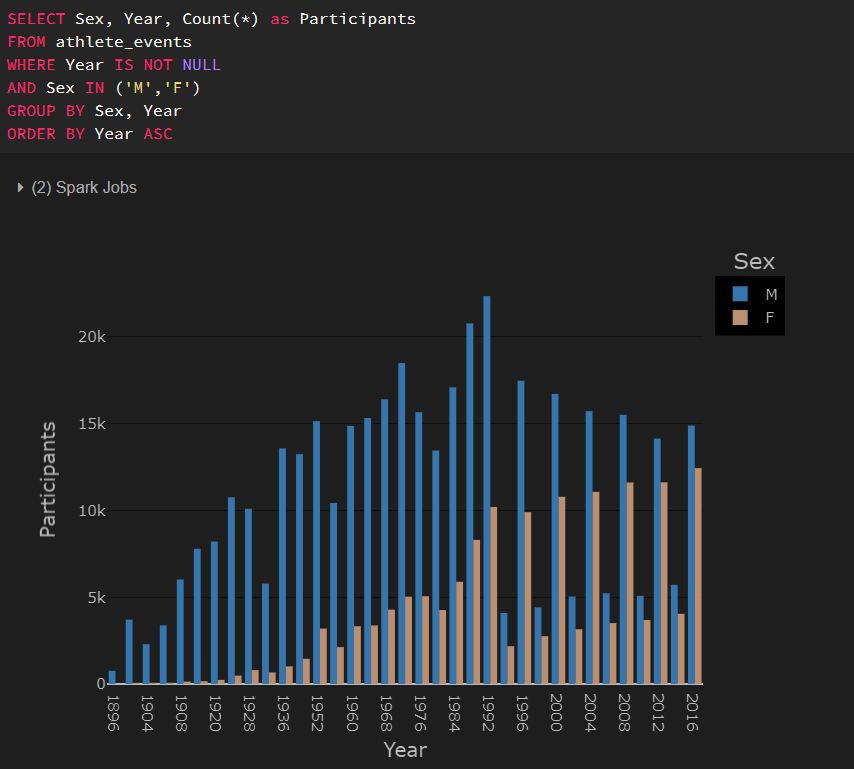 SELECT Sex, Year, Count(*) as Participants
FROM athlete_events
WHERE Year IS NOT NULL
AND Sex IN ('M','F')
GROUP BY Sex, Year
ORDER BY Year ASC
(2) Spark Jobs
Sex
M
F
20k
15k
10k
5k
0
Participants
1896
1904
1908
1920
1928
1936
1952
1960
1968
1976
1984
1992
1996
2000
2004
2008
2012
2016
Year